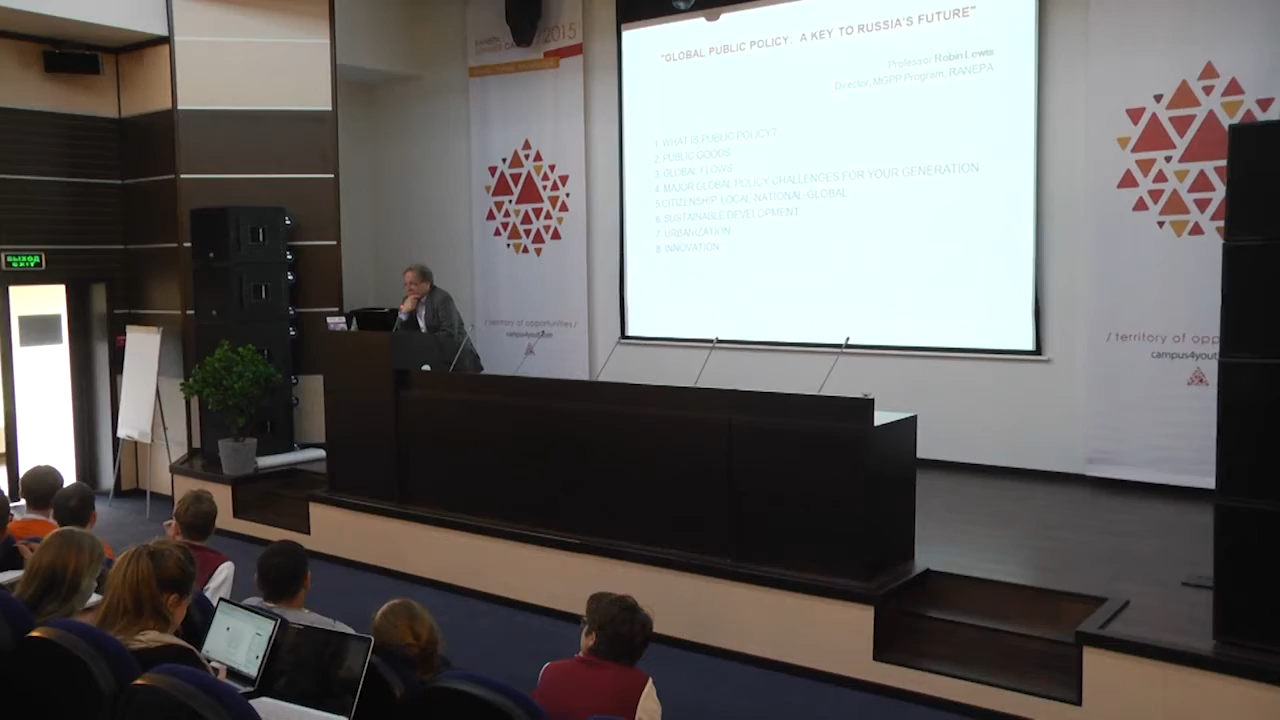 2015
"GLOBAL PUBLIC POLICY: A KEY TO RUSSIA'S FUTURE"
Professor Robin Lewis
Director, MGPP Program, RANEPA
1. WHAT IS PUBLIC POLICY?
2. PUBLIC GOODS
3. GLOBAL FLOWS
4. MAJOR GLOBAL POLICY CHALLENGES FOR YOUR GENERATION
5. CITIZENSHIP: LOCAL-NATIONAL-GLOBAL
6. SUSTAINABLE DEVELOPMENT
7. URBANIZATION
8. INNOVATION
ВЫХОД
EXIT
/ territory of opportunities /
campus4youth.com
/ territory of opp
campus4yout